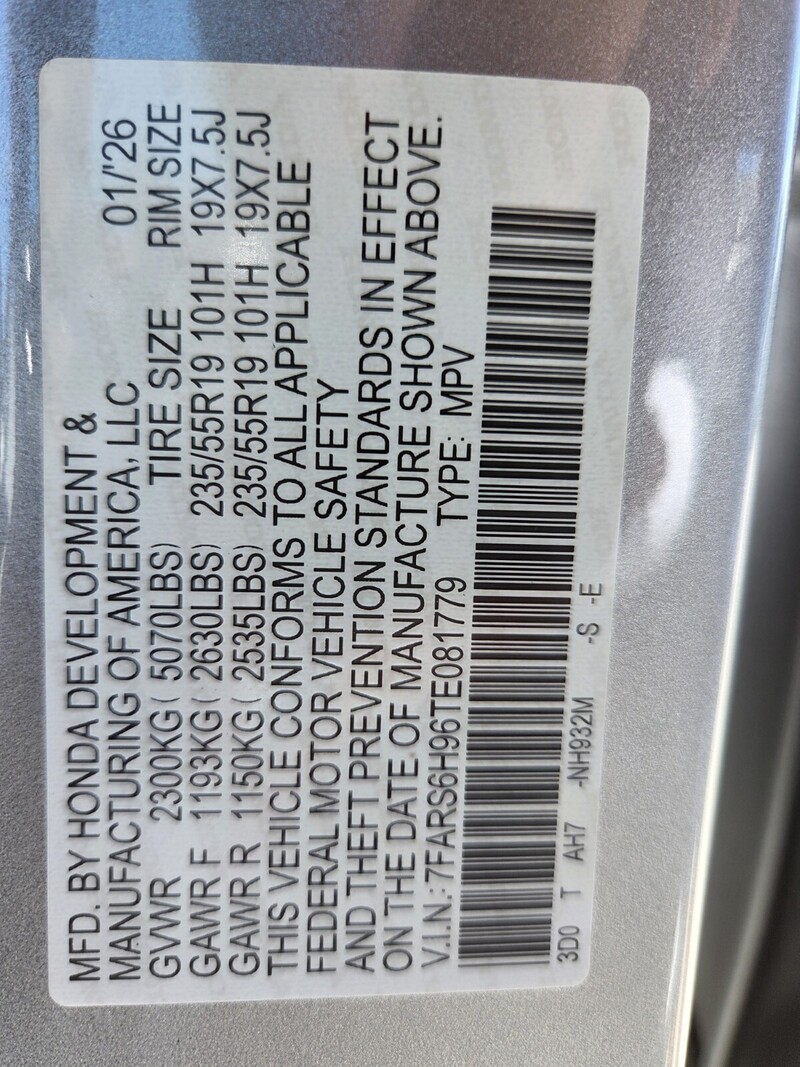 MFD. BY HONDA DEVELOPMENT &
MANUFACTURING OF AMERICA, LLC 01/'26
GVWR 2300KG( 5070LBS) TIRE SIZE RIM SIZE
GAWR F 1193KG( 2630LBS) 235/55R19 101H 19X7.5J
GAWR R 1150KG( 2535LBS) 235/55R19 101H 19X7.5J
THIS VEHICLE CONFORMS TO ALL APPLICABLE
FEDERAL MOTOR VEHICLE SAFETY
AND THEFT PREVENTION STANDARDS IN EFFECT
ON THE DATE OF MANUFACTURE SHOWN ABOVE.
V.I.N.:7FARS6H96TE081779 TYPE: MPV
3D0 T AH7 -NH932M -S -E